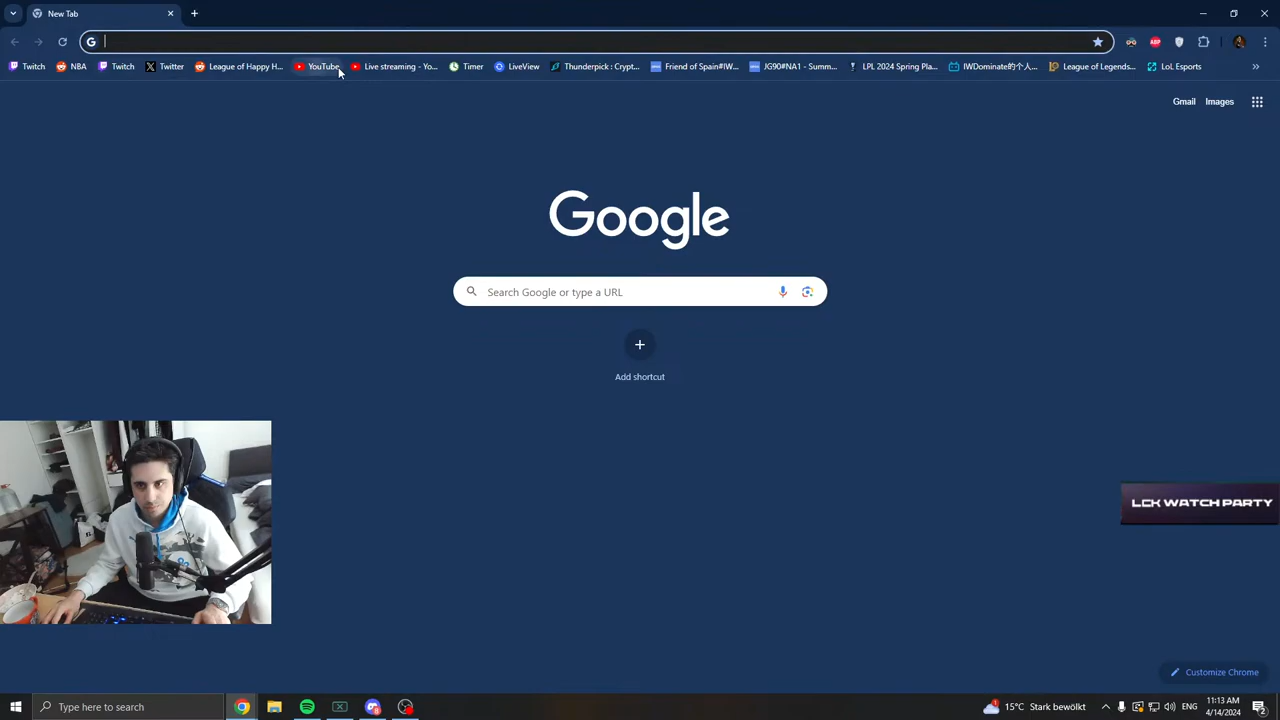 New Tab
Twitch
NBA
Twitch
Twitter
League of Happy H...
YouTube
Live streaming - Yo...
Timer
LiveView
Thunderpick : Crypt...
Friend of Spain#IW...
JG90#NA1 - Summ...
LPL 2024 Spring Pla...
IWDominate的个人...
League of Legends...
LoL Esports
»
Gmail
Images
Google
Search Google or type a URL
Add shortcut
LCK WATCH PARTY
Customize Chrome
Type here to search
15°C Stark bewölkt
ENG
11:13 AM
4/14/2024